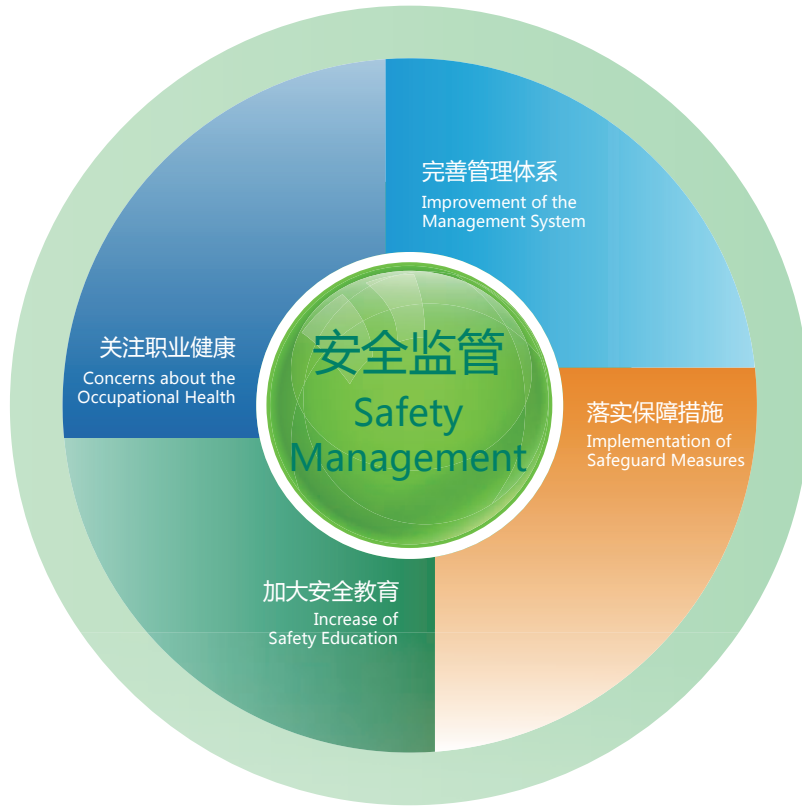 完善管理体系
Improvement of the
Management System
关注职业健康
Concerns about the
Occupational Health
安全监管
Safety
Management
落实保障措施
Implementation of
Safeguard Measures
加大安全教育
Increase of
Safety Education